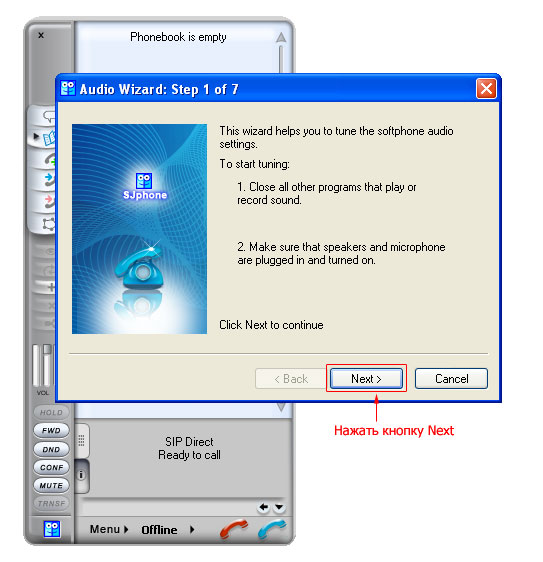 ×
Phonebook is empty
Audio Wizard: Step 1 of 7
This wizard helps you to tune the softphone audio
settings.
To start tuning:
1. Close all other programs that play or
record sound.
2. Make sure that speakers and microphone
are plugged in and turned on.
SJphone
Click Next to continue
< Back
Next >
Cancel
Нажать кнопку Next
VOL
HOLD
FWD
DND
CONF
MUTE
TRNSF
SIP Direct
Ready to call
i
Menu
Offline